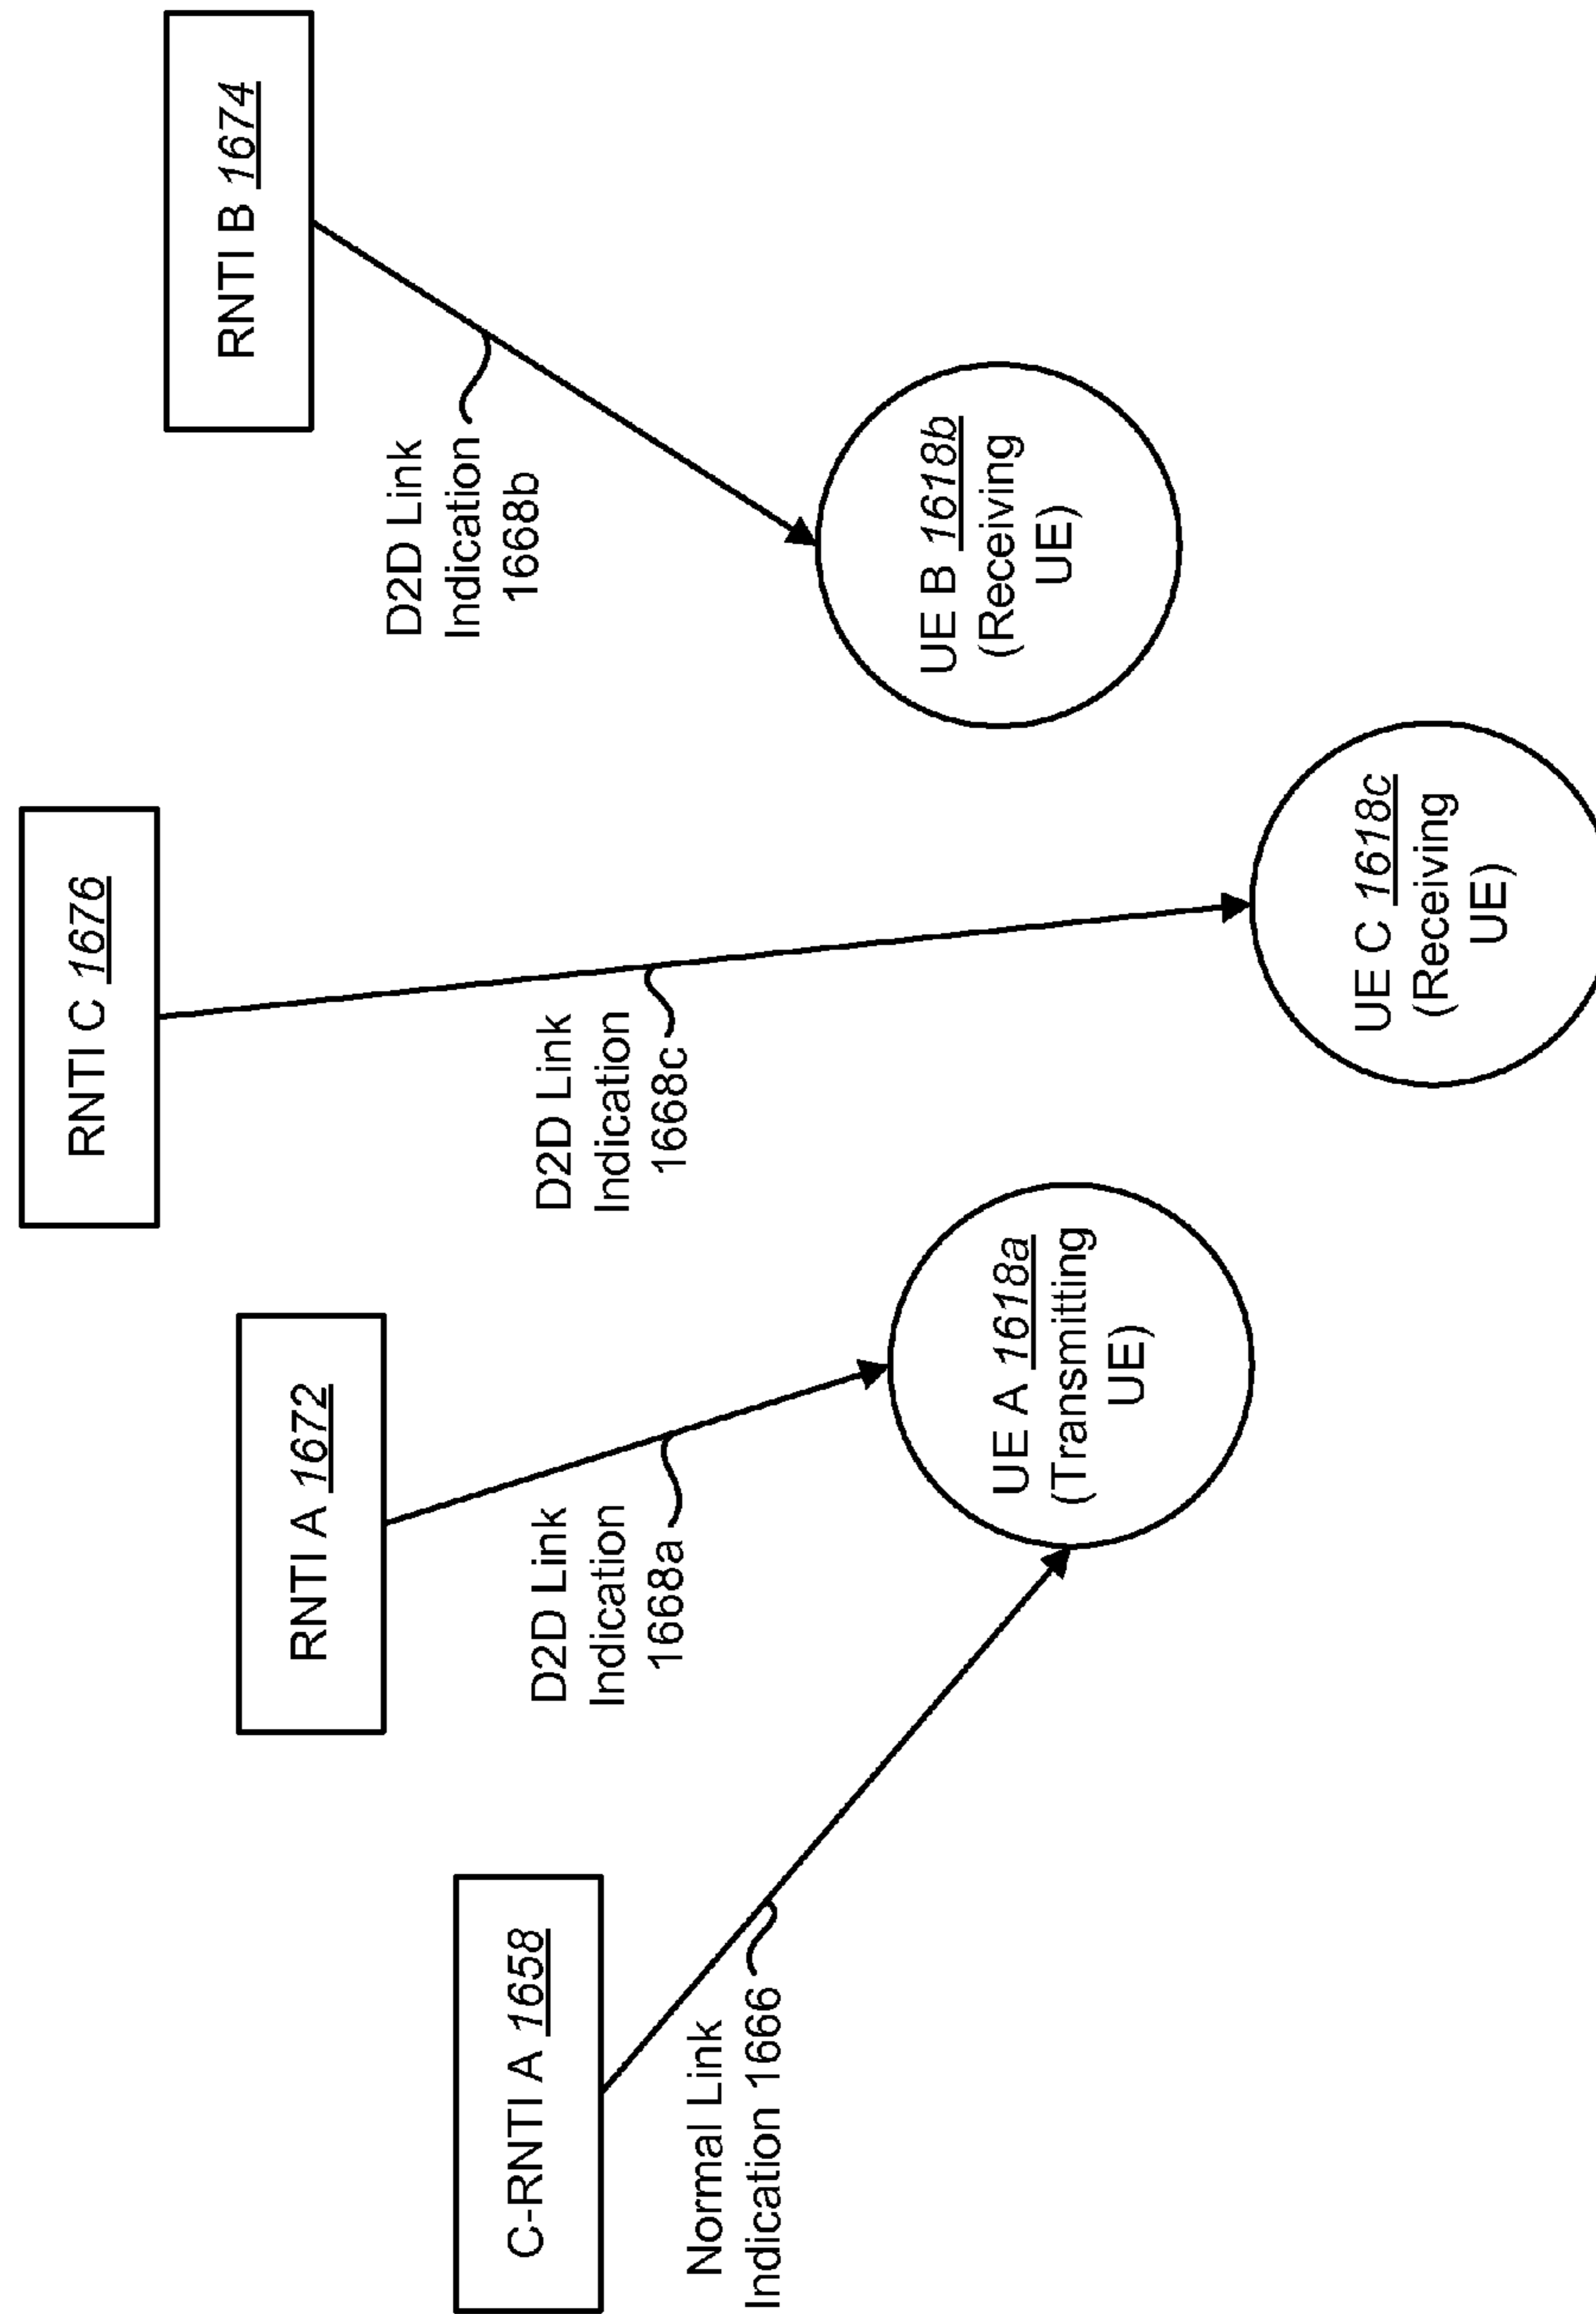 C-RNTI A 1658
Normal Link
Indication 1666
RNTI A 1672
D2D Link
Indication
1668a
UE A 1618a
(Transmitting
UE)
RNTI C 1676
D2D Link
Indication
1668c
UE C 1618c
(Receiving
UE)
RNTI B 1674
D2D Link
Indication
1668b
UE B 1618b
(Receiving
UE)